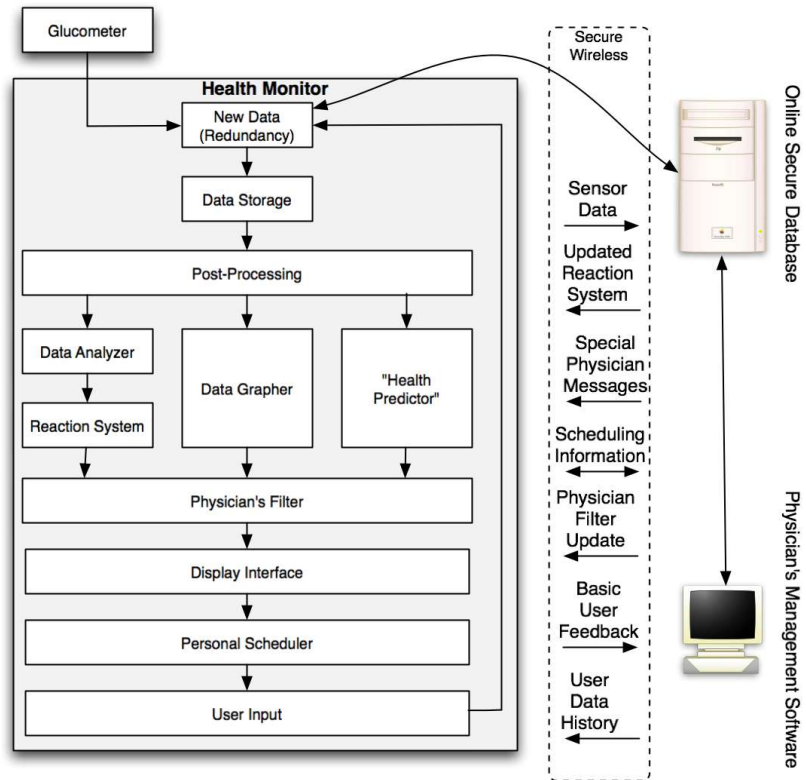 Glucometer
Health Monitor
New Data
(Redundancy)
Data Storage
Post-Processing
Data Analyzer
Reaction System
Data Grapher
"Health
Predictor"
Physician's Filter
Display Interface
Personal Scheduler
User Input
Secure
Wireless
Sensor
Data
Updated
Reaction
System
Special
Physician
Messages
Scheduling
Information
Physician
Filter
Update
Basic
User
Feedback
User
Data
History
Online Secure Database
Physician's Management Software